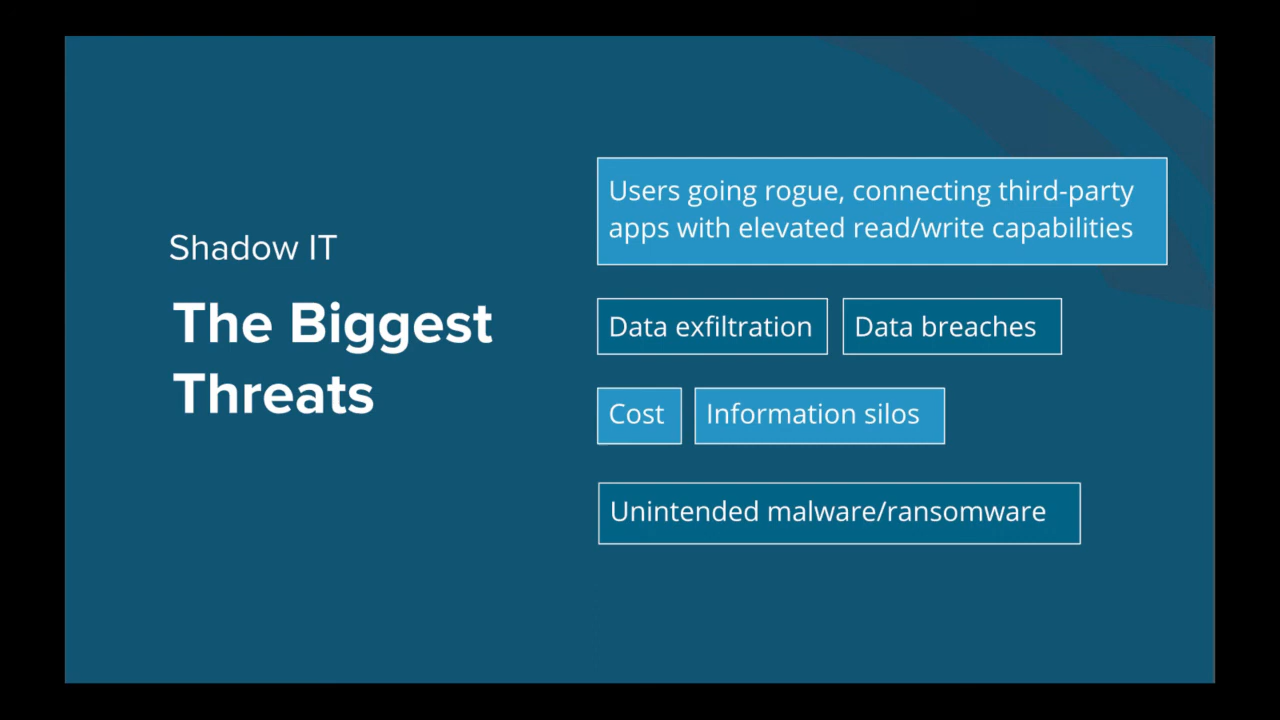 Shadow IT
The Biggest
Threats
Users going rogue, connecting third-party
apps with elevated read/write capabilities
Data exfiltration
Data breaches
Cost
Information silos
Unintended malware/ransomware